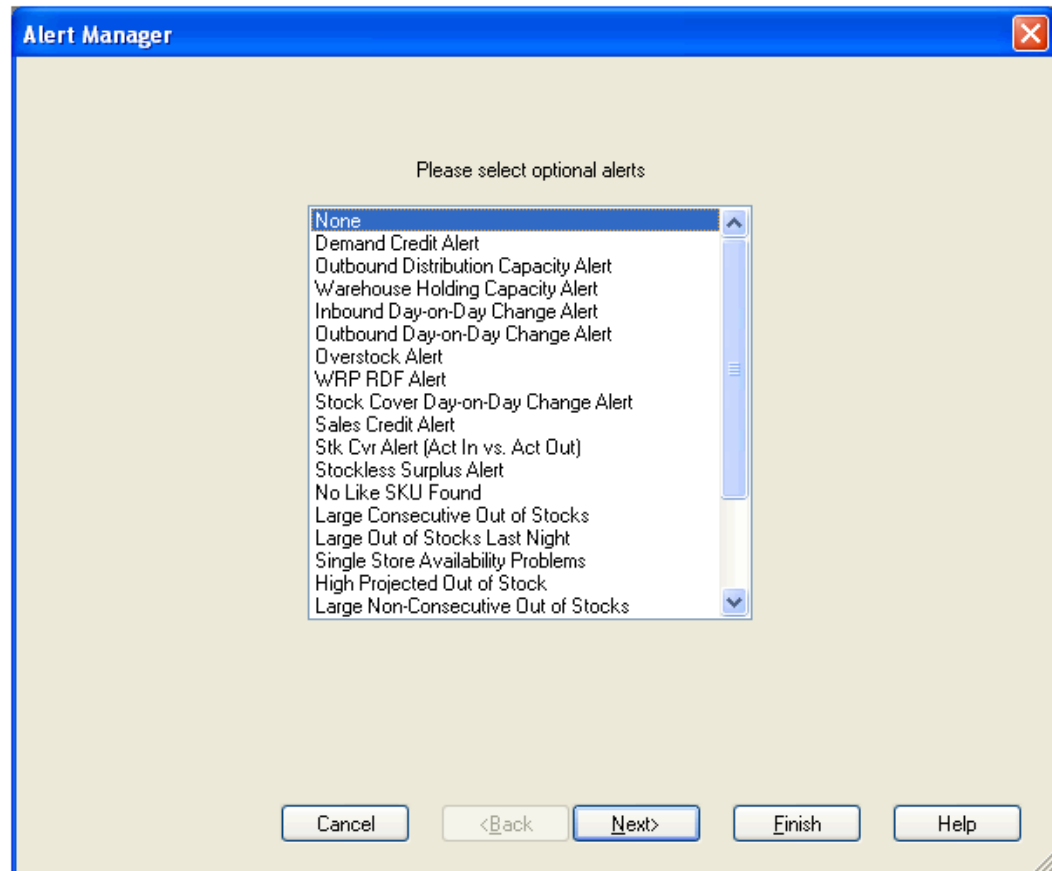 Alert Manager
Please select optional alerts
None
Demand Credit Alert
Outbound Distribution Capacity Alert
Warehouse Holding Capacity Alert
Inbound Day-on-Day Change Alert
Outbound Day-on-Day Change Alert
Overstock Alert
WRP RDF Alert
Stock Cover Day-on-Day Change Alert
Sales Credit Alert
Stk Cvr Alert (Act In vs. Act Out)
Stockless Surplus Alert
No Like SKU Found
Large Consecutive Out of Stocks
Large Out of Stocks Last Night
Single Store Availability Problems
High Projected Out of Stock
Large Non-Consecutive Out of Stocks
Cancel <Back Next> Finish Help